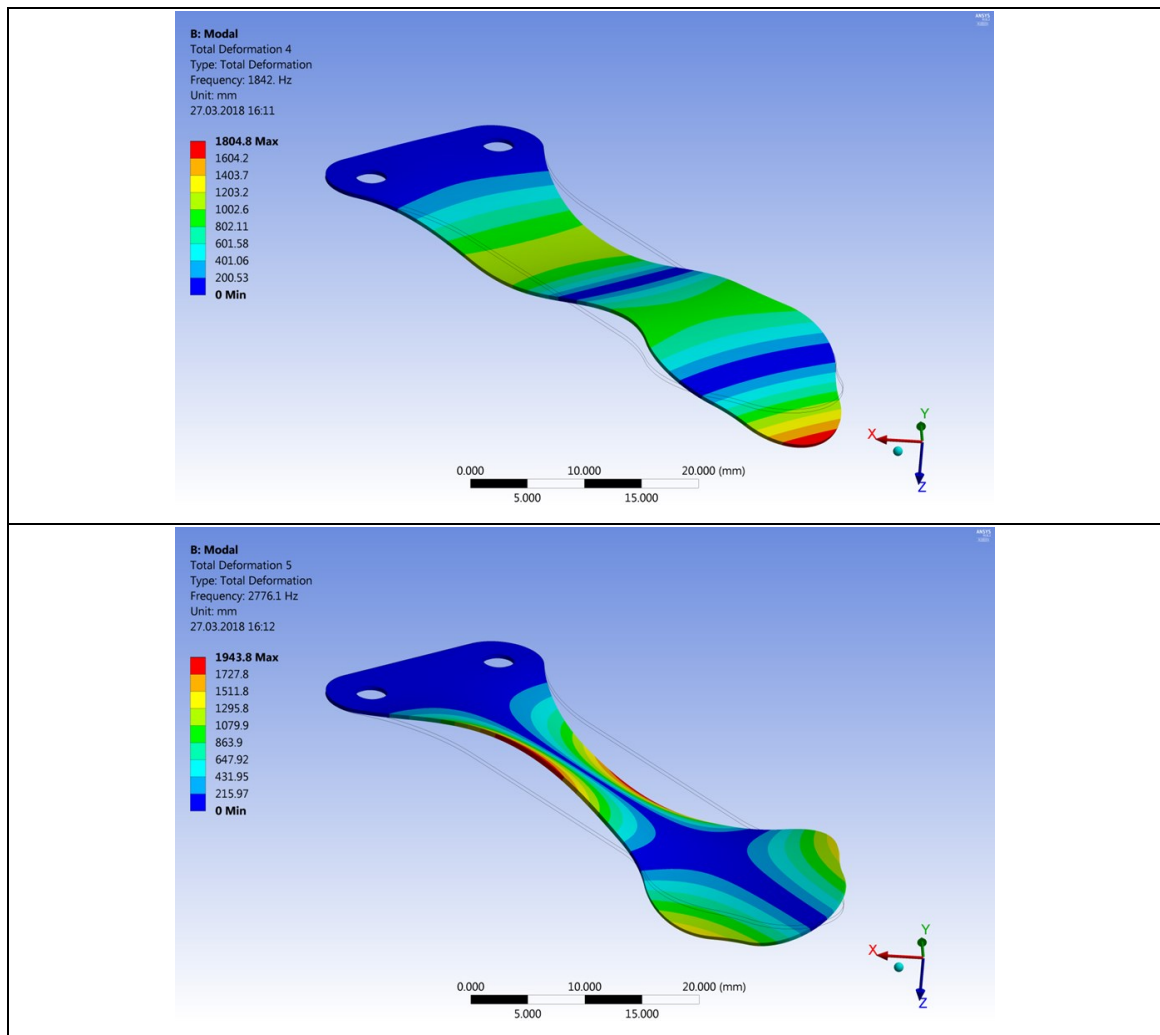 ANSYS
B: Modal
Total Deformation 4
Type: Total Deformation
Frequency: 1842. Hz
Unit: mm
27.03.2018 16:11
1804.8 Max
1604.2
1403.7
1203.2
1002.6
802.11
601.58
401.06
200.53
0 Min
Y
X
Z
0.000 10.000 20.000 (mm)
5.000 15.000
ANSYS
B: Modal
Total Deformation 5
Type: Total Deformation
Frequency: 2776.1 Hz
Unit: mm
27.03.2018 16:12
1943.8 Max
1727.8
1511.8
1295.8
1079.9
863.9
647.92
431.95
215.97
0 Min
Y
X
Z
0.000 10.000 20.000 (mm)
5.000 15.000